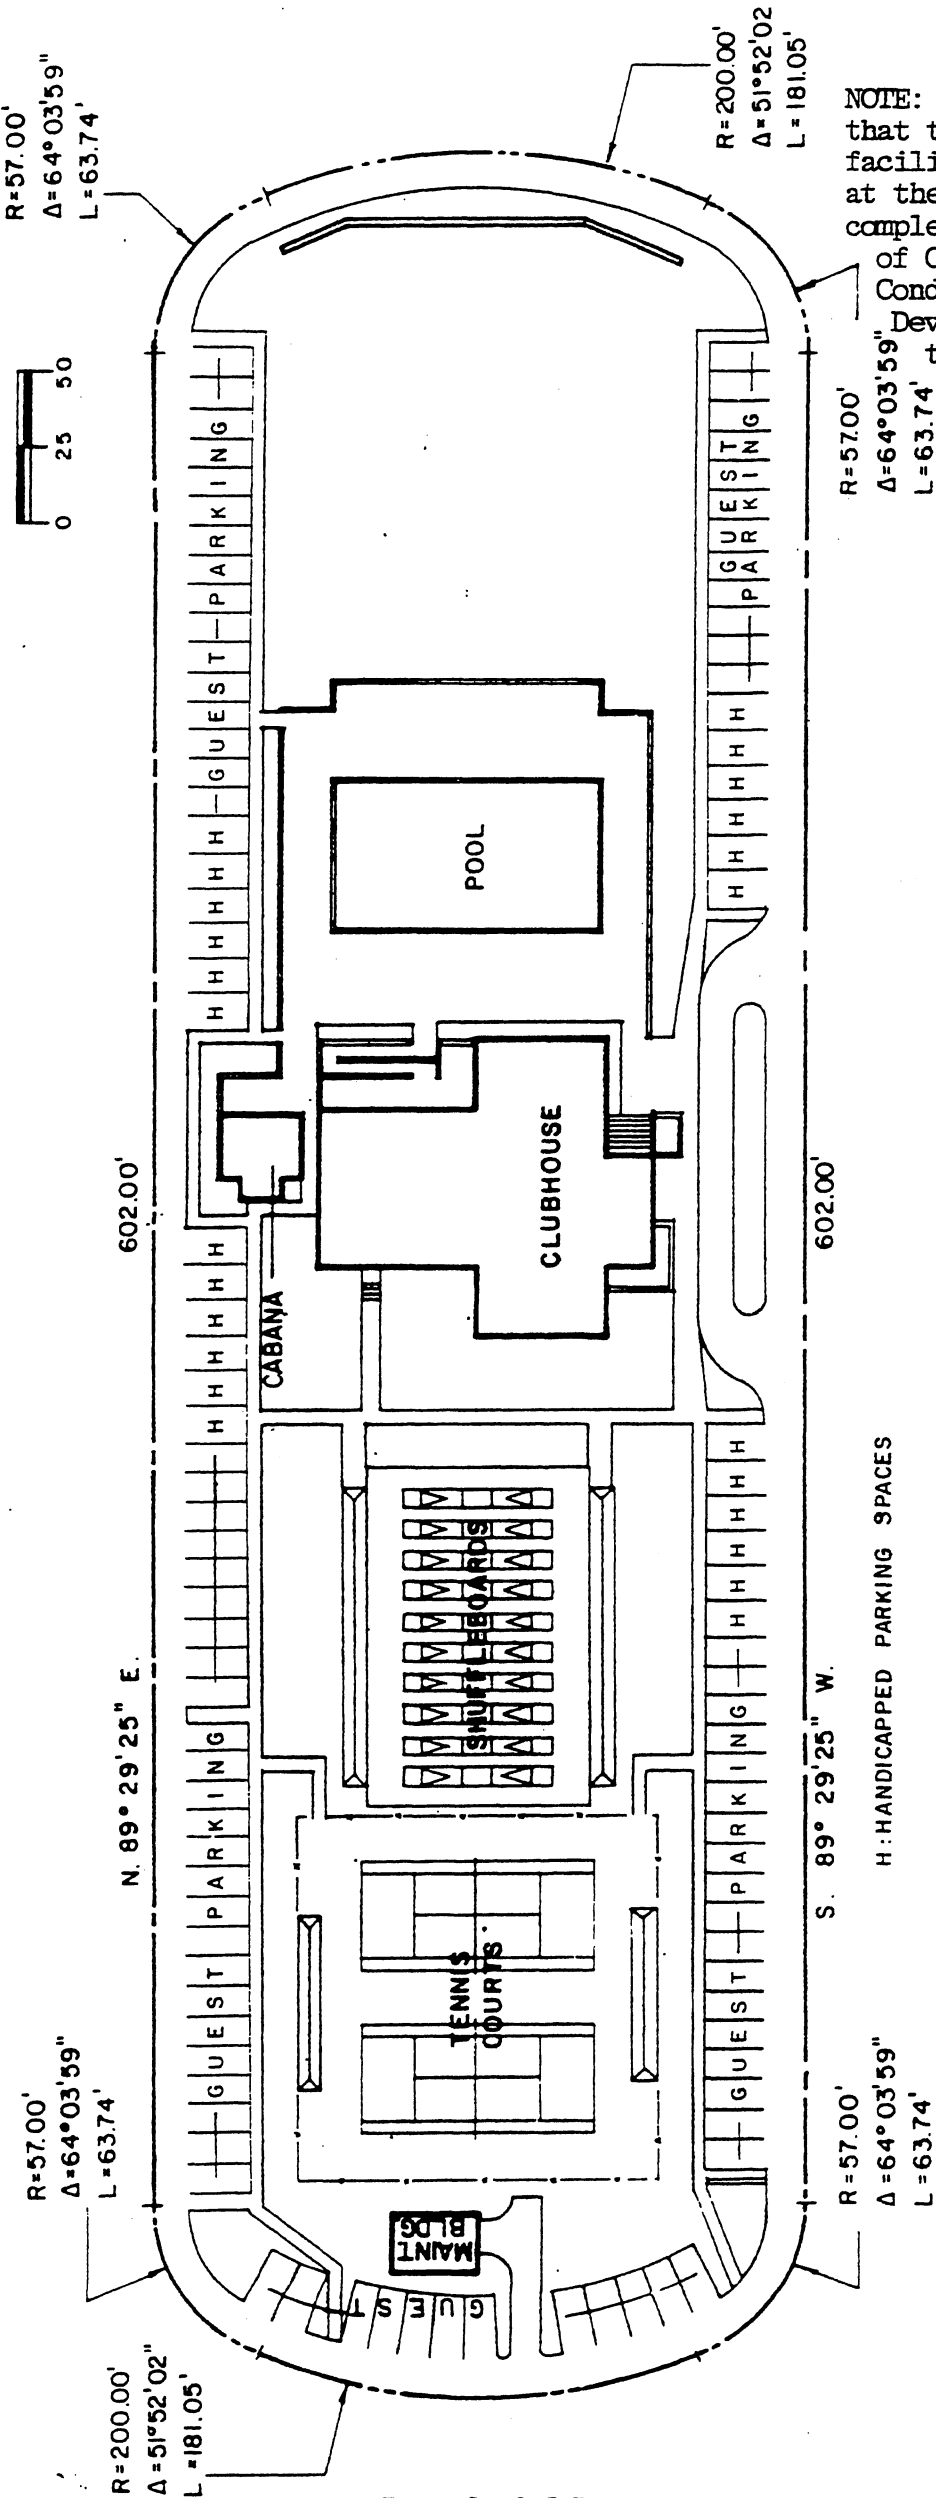 R=57.00'
Δ=64°03'59"
L=63.74'
R=200.00'
Δ=51°52'02
L=181.05'
NOTE:
that t
facili
at the
comple
of C
Cond
Dev
t
R=57.00'
Δ=64°03'59"
L=63.74'
0 25 50
GUEST PARKING
GUEST
PARKING
H H H H H
H H H H H
POOL
602.00'
CLUBHOUSE
602.00'
CABANA
H H H H H
H H H H H
SHUFFLEBOARDS
N. 89° 29' 25" E.
S. 89° 29' 25" W.
H:HANDICAPPED PARKING SPACES
GUEST PARKING
GUEST PARKING
TENNIS
COURTS
MAINT
BLDG
GUEST
R=57.00'
Δ=64°03'59"
L=63.74'
R=57.00'
Δ=64°03'59"
L=63.74'
R=200.00'
Δ=51°52'02"
L=181.05'